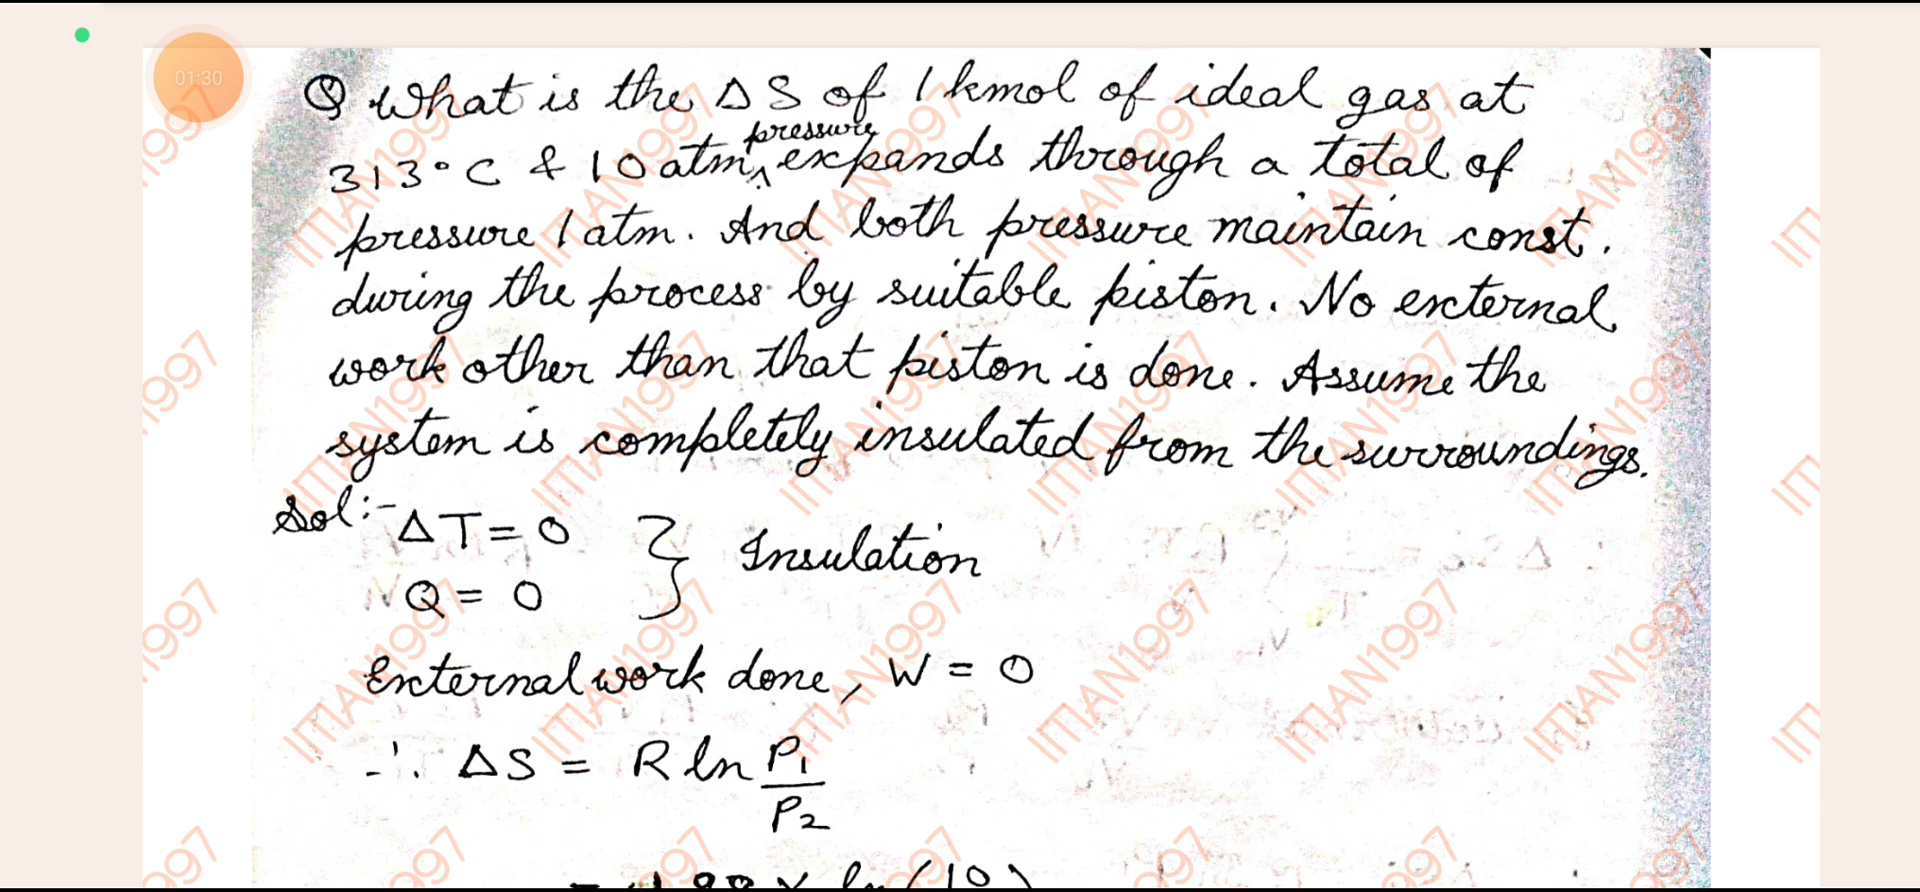 01:30
Q What is the ΔS of 1 kmol of ideal gas at
pressure
313°C & 10 atm, expands through a total of
pressure 1 atm. And both pressure maintain const.
during the process by suitable piston. No external
work other than that piston is done. Assume the
system is completely insulated from the surroundings.
Sol:- ΔT = 0
Q = 0 } Insulation
External work done, W = 0
∴ ΔS = R ln P1
P2
IMAN1997